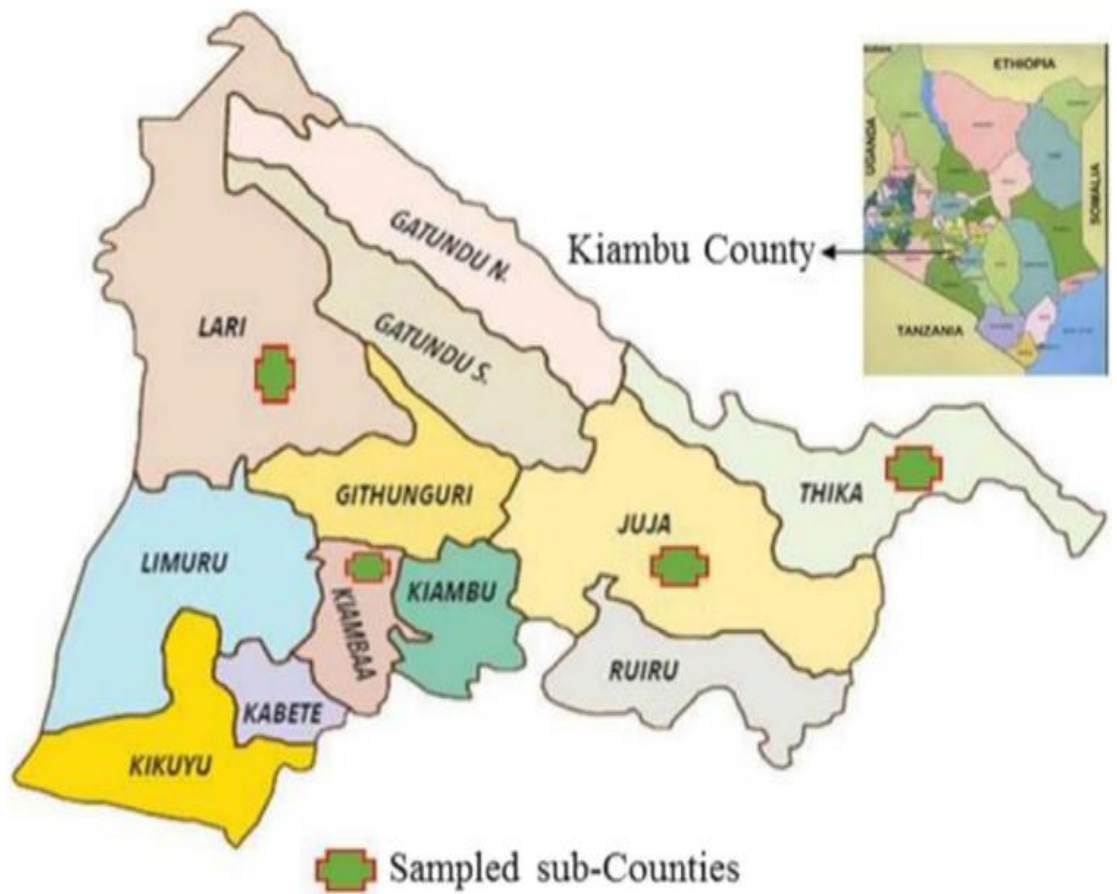 ETHIOPIA
UGANDA
SOMALIA
GATUNDU N.
Kiambu County
LARI
GATUNDU S.
TANZANIA
GITHUNGURI
THIKA
JUJA
LIMURU
KIAMBAA
KIAMBU
RUIRU
KABETE
KIKUYU
Sampled sub-Counties